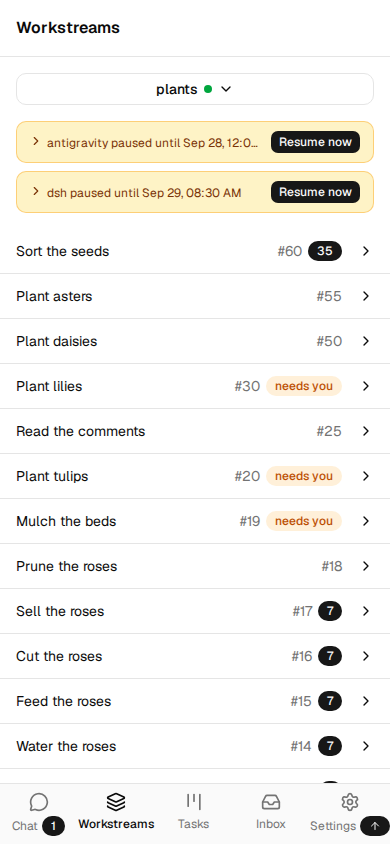 Workstreams
plants
antigravity paused until Sep 28, 12:0... Resume now
dsh paused until Sep 29, 08:30 AM Resume now
Sort the seeds #60 35
Plant asters #55
Plant daisies #50
Plant lilies #30 needs you
Read the comments #25
Plant tulips #20 needs you
Mulch the beds #19 needs you
Prune the roses #18
Sell the roses #17 7
Cut the roses #16 7
Feed the roses #15 7
Water the roses #14 7
Chat 1 Workstreams Tasks Inbox Settings